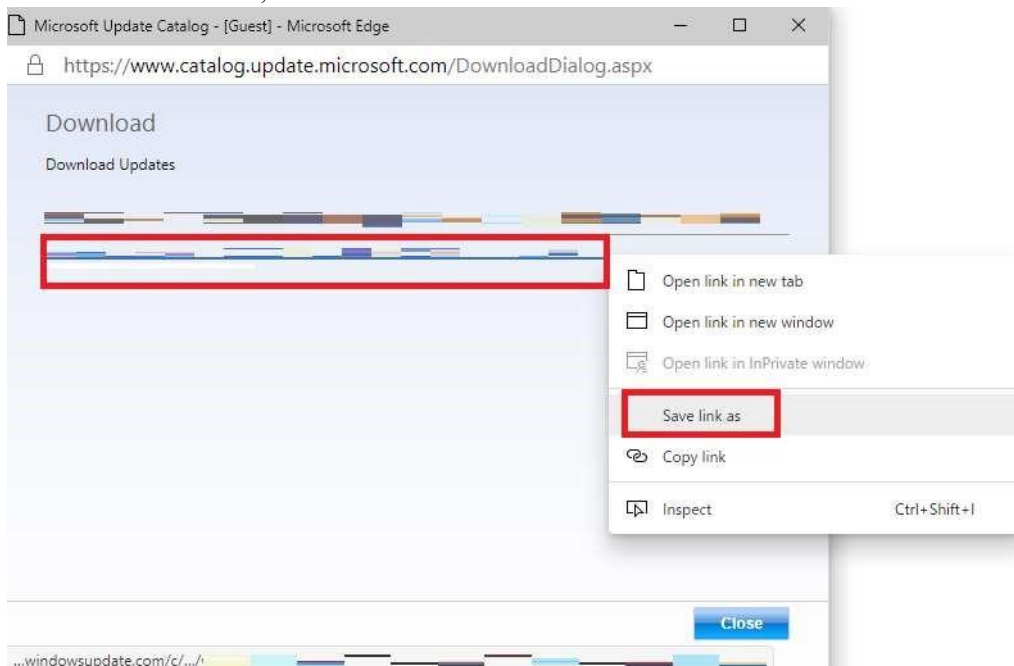 Microsoft Update Catalog - [Guest] - Microsoft Edge
https://www.catalog.update.microsoft.com/DownloadDialog.aspx
Download
Download Updates
Open link in new tab
Open link in new window
Open link in InPrivate window
Save link as
Copy link
Inspect Ctrl+Shift+I
Close
...windowsupdate.com/c/.../